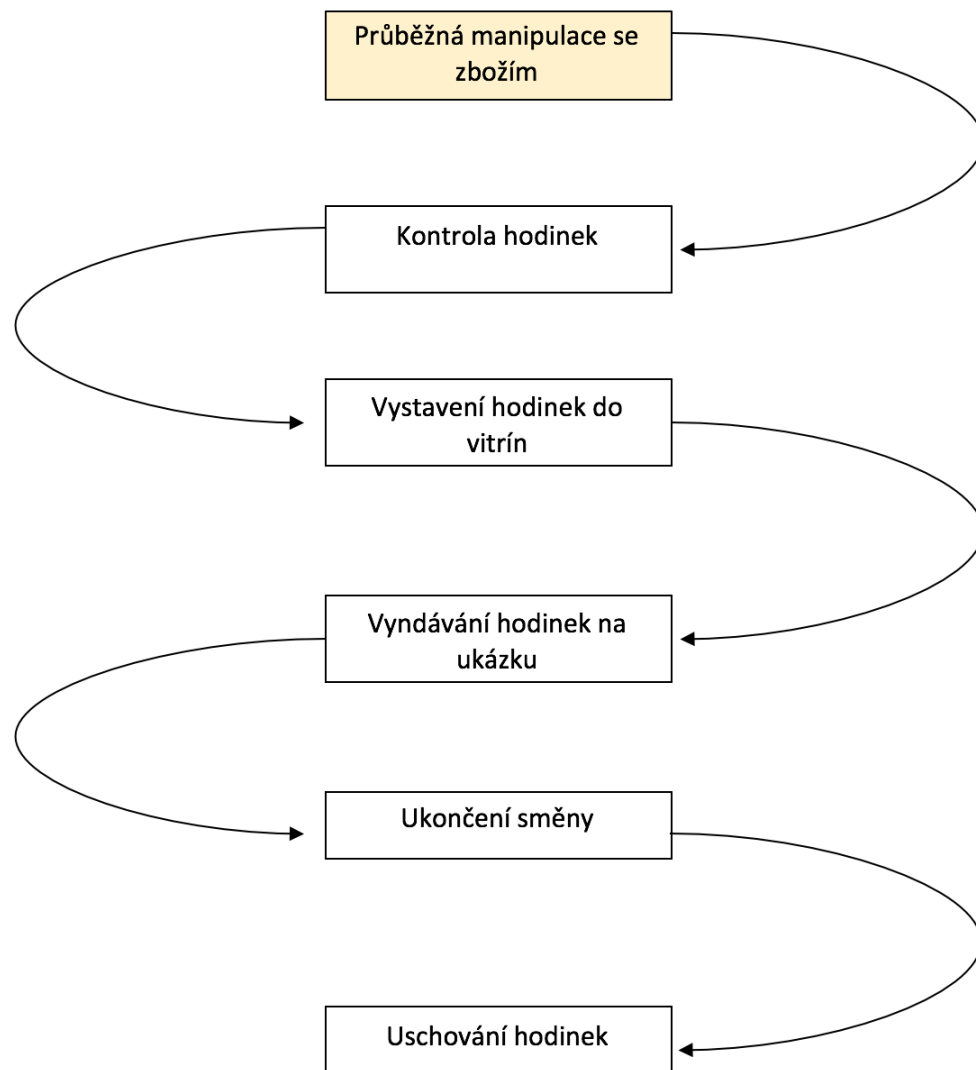 Průběžná manipulace se
zbožím
Kontrola hodinek
Vystavení hodinek do
vitrín
Vyndávání hodinek na
ukázku
Ukončení směny
Uschování hodinek